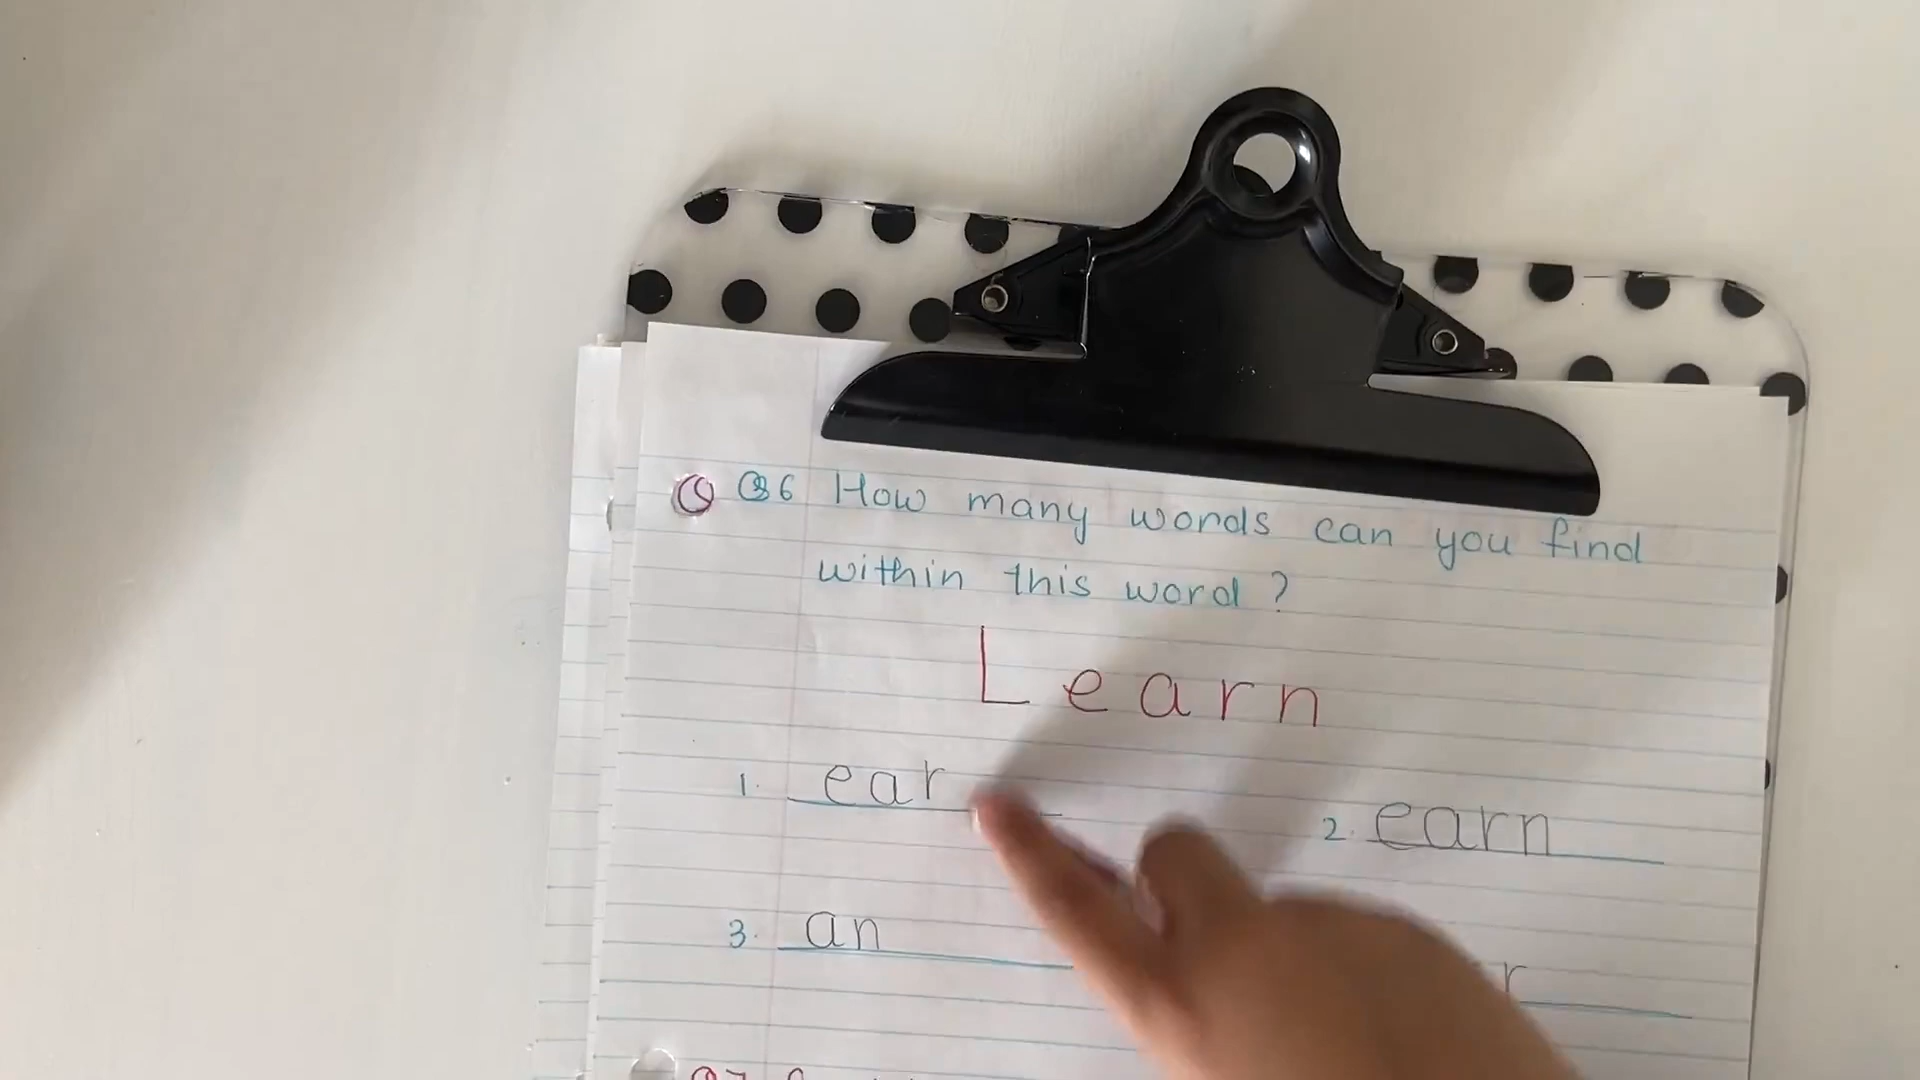 Q6 How many words can you find
within this word ?
Learn
1. ear
2. earn
3. an